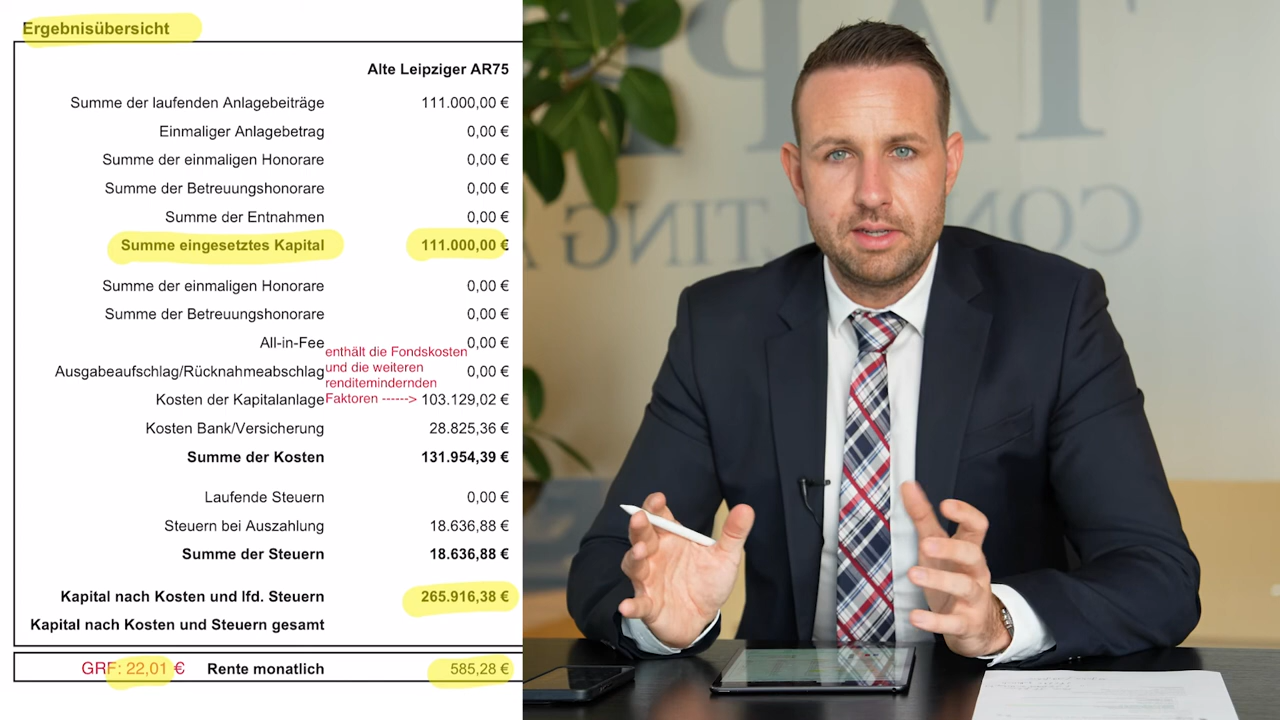 Ergebnisübersicht
Alte Leipziger AR75
Summe der laufenden Anlagebeiträge 111.000,00 €
Einmaliger Anlagebetrag 0,00 €
Summe der einmaligen Honorare 0,00 €
Summe der Betreuungshonorare 0,00 €
Summe der Entnahmen 0,00 €
Summe eingesetztes Kapital 111.000,00 €
Summe der einmaligen Honorare 0,00 €
Summe der Betreuungshonorare 0,00 €
All-in-Fee 0,00 €
enthält die Fondskosten
und die weiteren
Ausgabeaufschlag/Rücknahmeabschlag 0,00 €
renditemindernden
Kosten der Kapitalanlage Faktoren ------> 103.129,02 €
Kosten Bank/Versicherung 28.825,36 €
Summe der Kosten 131.954,39 €
Laufende Steuern 0,00 €
Steuern bei Auszahlung 18.636,88 €
Summe der Steuern 18.636,88 €
Kapital nach Kosten und lfd. Steuern 265.916,38 €
Kapital nach Kosten und Steuern gesamt
GRF: 22,01 € Rente monatlich 585,28 €